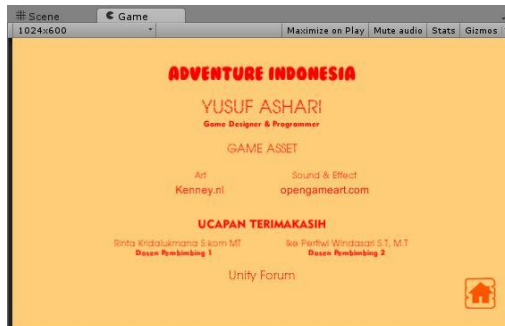 Scene Game
1024x600 Maximize on Play Mute audio Stats Gizmos
ADVENTURE INDONESIA
YUSUF ASHARI
Game Designer & Programmer
GAME ASSET
Art Sound & Effect
Kenney.nl opengameart.com
UCAPAN TERIMAKASIH
Rinta Kridalukmana S.kom MT Ike Pertiwi Windasari S.T, M.T
Dosen Pembimbing 1 Dosen Pembimbing 2
Unity Forum